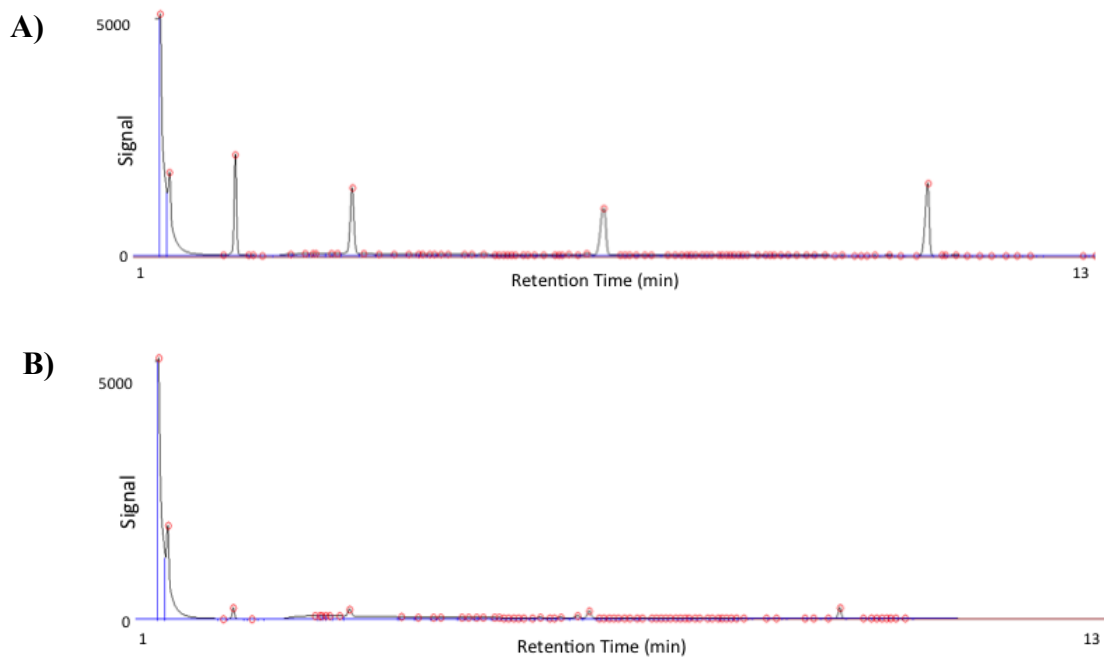 A)
5000
Signal
0
1
13
Retention Time (min)
B)
5000
Signal
0
1
13
Retention Time (min)